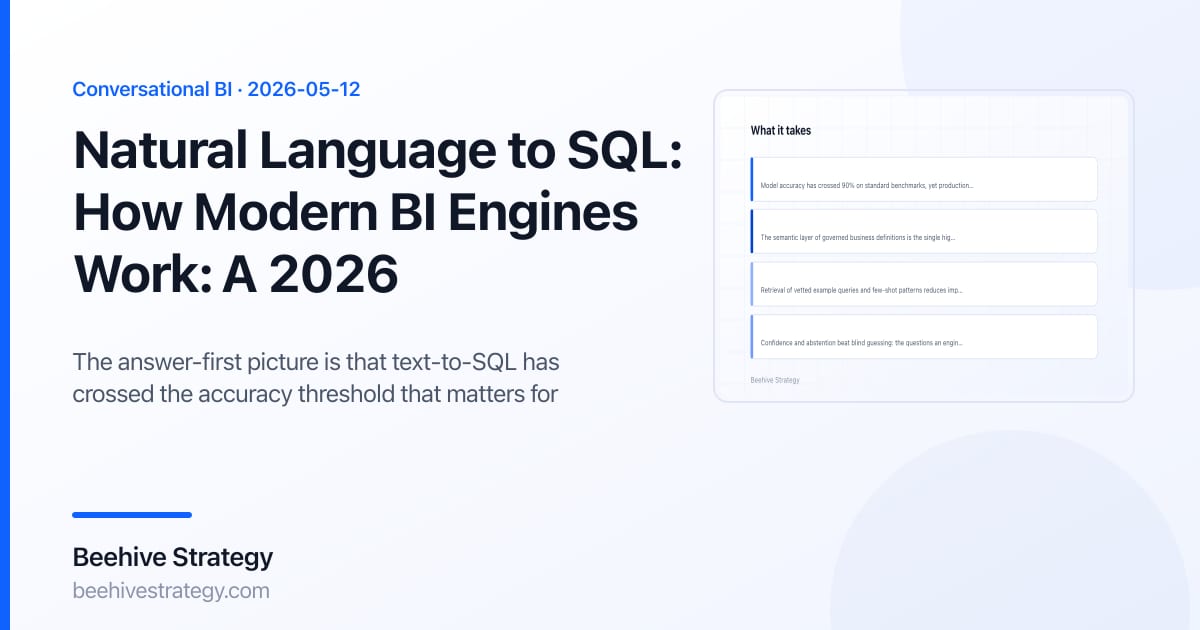 Conversational BI · 2026-05-12
Natural Language to SQL:
How Modern BI Engines
Work: A 2026
The answer-first picture is that text-to-SQL has
crossed the accuracy threshold that matters for
Beehive Strategy
beehivestrategy.com
What it takes
Model accuracy has crossed 90% on standard benchmarks, yet production...
The semantic layer of governed business definitions is the single hig...
Retrieval of vetted example queries and few-shot patterns reduces imp...
Confidence and abstention beat blind guessing: the questions an engin...
Beehive Strategy